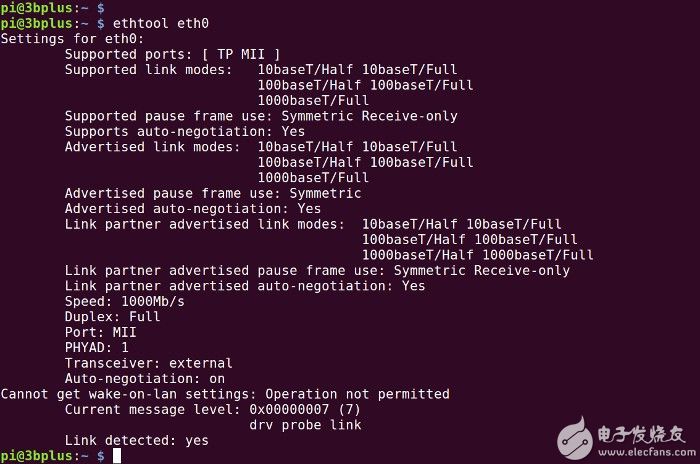 pi@3bplus:~ $
pi@3bplus:~ $ ethtool eth0
Settings for eth0:
Supported ports: [ TP MII ]
Supported link modes: 10baseT/Half 10baseT/Full
100baseT/Half 100baseT/Full
1000baseT/Full
Supported pause frame use: Symmetric Receive-only
Supports auto-negotiation: Yes
Advertised link modes: 10baseT/Half 10baseT/Full
100baseT/Half 100baseT/Full
1000baseT/Full
Advertised pause frame use: Symmetric
Advertised auto-negotiation: Yes
Link partner advertised link modes: 10baseT/Half 10baseT/Full
100baseT/Half 100baseT/Full
1000baseT/Half 1000baseT/Full
Link partner advertised pause frame use: Symmetric Receive-only
Link partner advertised auto-negotiation: Yes
Speed: 1000Mb/s
Duplex: Full
Port: MII
PHYAD: 1
Transceiver: external
Auto-negotiation: on
Cannot get wake-on-lan settings: Operation not permitted
Current message level: 0x00000007 (7)
drv probe link
Link detected: yes
pi@3bplus:~ $
电子发烧友
www.elecfans.com